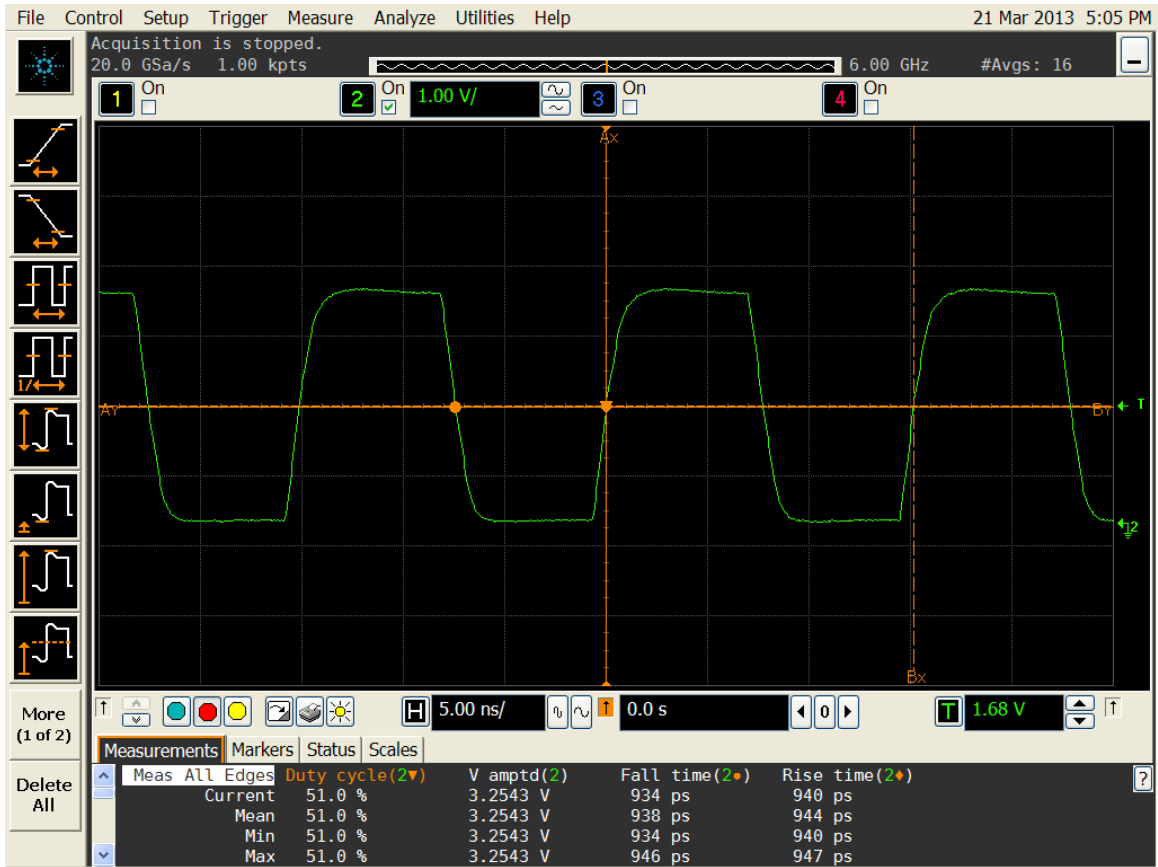 File Control Setup Trigger Measure Analyze Utilities Help 21 Mar 2013 5:05 PM
Acquisition is stopped.
20.0 GSa/s 1.00 kpts 6.00 GHz #Avgs: 16
1 On 2 On 1.00 V/ 3 On 4 On
Ax
1/
AY BY T
2
Bx
More
(1 of 2)
Delete
All
H 5.00 ns/ 0.0 s 0 T 1.68 V
Measurements Markers Status Scales
Meas All Edges Duty cycle(2▼) V amptd(2) Fall time(2●) Rise time(2♦) ?
Current 51.0 % 3.2543 V 934 ps 940 ps
Mean 51.0 % 3.2543 V 938 ps 944 ps
Min 51.0 % 3.2543 V 934 ps 940 ps
Max 51.0 % 3.2543 V 946 ps 947 ps